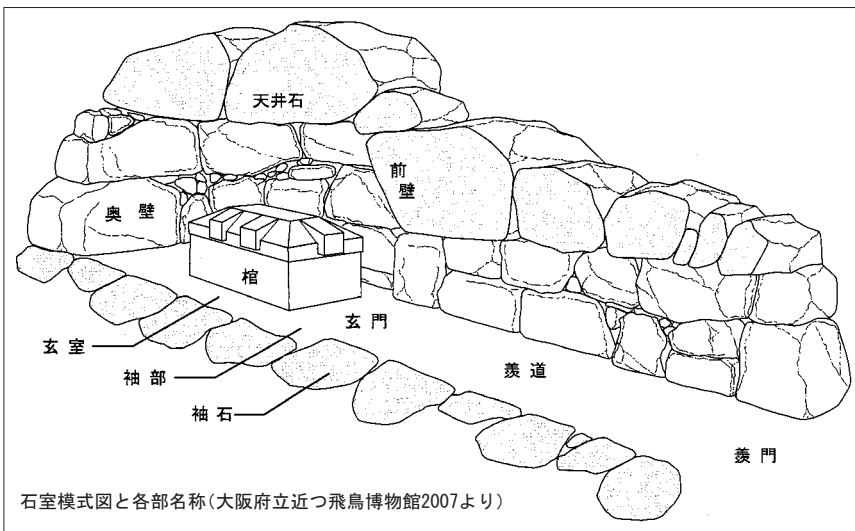 天井石
前壁
奥壁
棺
玄門
玄室
袖部
羨道
袖石
羨門
石室模式図と各部名称(大阪府立近つ飛鳥博物館2007より)